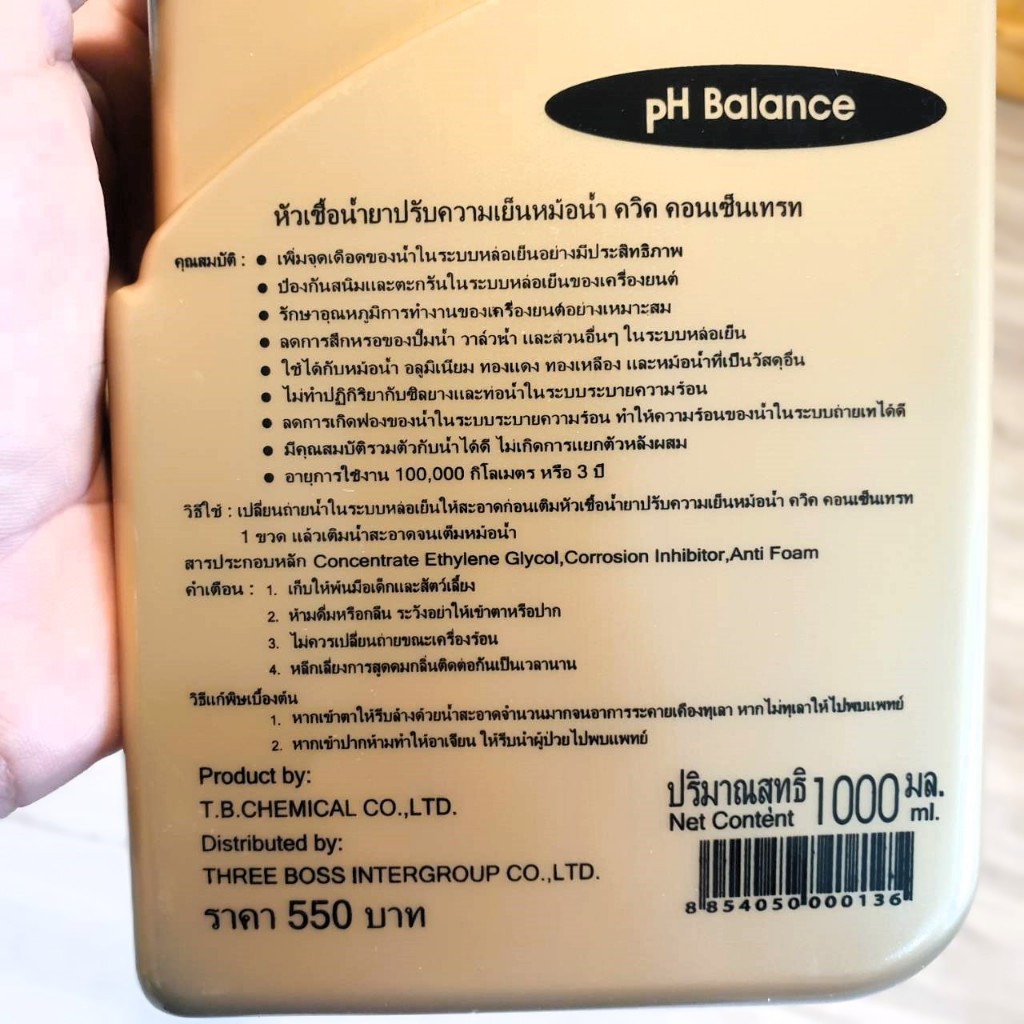 pH Balance
หัวเชื้อน้ำยาปรับความเย็นหม้อน้ำ ควิค คอนเซ็นเทรท
คุณสมบัติ : ● เพิ่มจุดเดือดของน้ำในระบบหล่อเย็นอย่างมีประสิทธิภาพ
● ป้องกันสนิมและตะกรันในระบบหล่อเย็นของเครื่องยนต์
● รักษาอุณหภูมิการทำงานของเครื่องยนต์อย่างเหมาะสม
● ลดการสึกหรอของปั๊มน้ำ วาล์วน้ำ และส่วนอื่นๆ ในระบบหล่อเย็น
● ใช้ได้กับหม้อน้ำ อลูมิเนียม ทองแดง ทองเหลือง และหม้อน้ำที่เป็นวัสดุอื่น
● ไม่ทำปฏิกิริยากับซีลยางและท่อน้ำในระบบระบายความร้อน
● ลดการเกิดฟองของน้ำในระบบระบายความร้อน ทำให้ความร้อนของน้ำในระบบถ่ายเทได้ดี
● มีคุณสมบัติรวมตัวกับน้ำได้ดี ไม่เกิดการแยกตัวหลังผสม
● อายุการใช้งาน 100,000 กิโลเมตร หรือ 3 ปี
วิธีใช้ : เปลี่ยนถ่ายน้ำในระบบหล่อเย็นให้สะอาดก่อนเติมหัวเชื้อน้ำยาปรับความเย็นหม้อน้ำ ควิค คอนเซ็นเทรท
1 ขวด แล้วเติมน้ำสะอาดจนเต็มหม้อน้ำ
สารประกอบหลัก Concentrate Ethylene Glycol,Corrosion Inhibitor,Anti Foam
คำเตือน : 1. เก็บให้พ้นมือเด็กและสัตว์เลี้ยง
2. ห้ามดื่มหรือกลืน ระวังอย่าให้เข้าตาหรือปาก
3. ไม่ควรเปลี่ยนถ่ายขณะเครื่องร้อน
4. หลีกเลี่ยงการสูดดมกลิ่นติดต่อกันเป็นเวลานาน
วิธีแก้พิษเบื้องต้น
1. หากเข้าตาให้รีบล้างด้วยน้ำสะอาดจำนวนมากจนอาการระคายเคืองทุเลา หากไม่ทุเลาให้ไปพบแพทย์
2. หากเข้าปากห้ามทำให้อาเจียน ให้รีบนำผู้ป่วยไปพบแพทย์
Product by:
T.B.CHEMICAL CO.,LTD.
Distributed by:
THREE BOSS INTERGROUP CO.,LTD.
ราคา 550 บาท
ปริมาณสุทธิ 1000 มล.
Net Content ml.
8 854050 000136